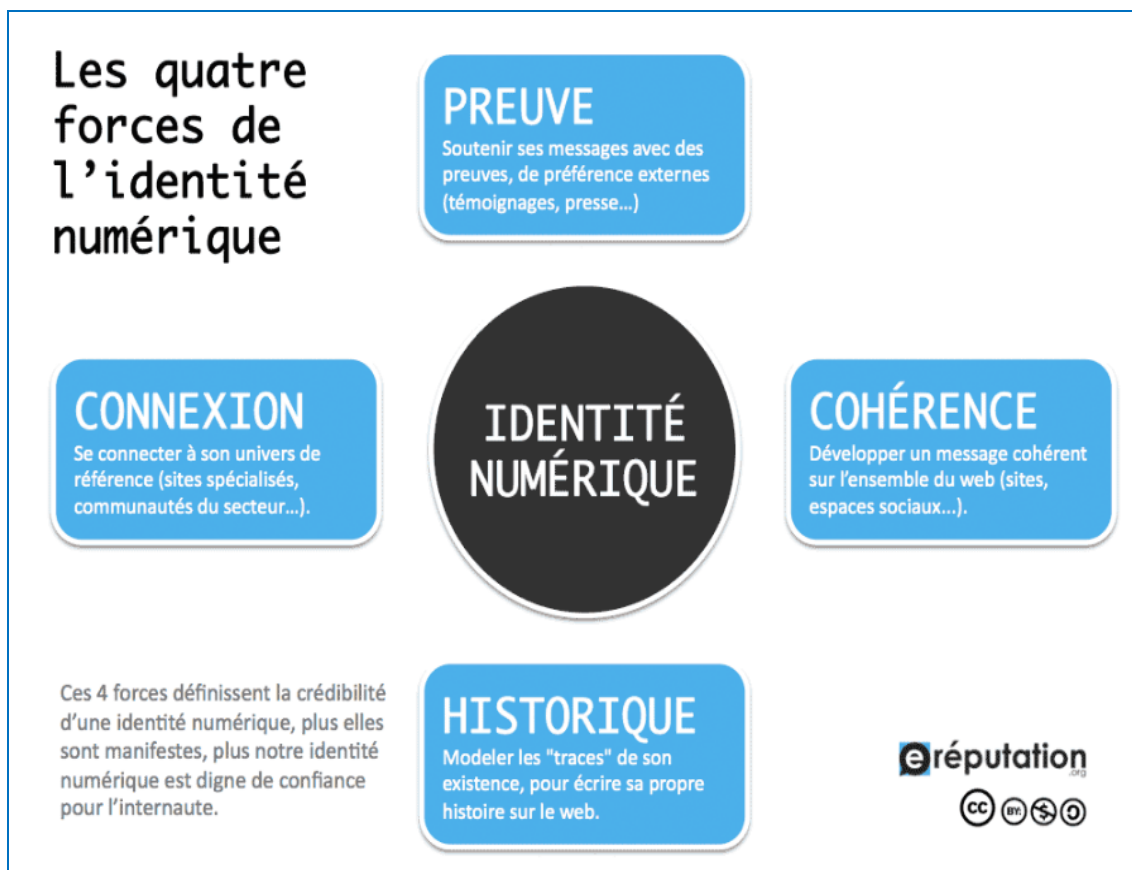 Les quatre
forces de
l’identité
numérique
PREUVE
Soutenir ses messages avec des
preuves, de préférence externes
(témoignages, presse...)
CONNEXION
Se connecter à son univers de
référence (sites spécialisés,
communautés du secteur...).
IDENTITÉ
NUMÉRIQUE
COHÉRENCE
Développer un message cohérent
sur l’ensemble du web (sites,
espaces sociaux...).
Ces 4 forces définissent la crédibilité
d’une identité numérique, plus elles
sont manifestes, plus notre identité
numérique est digne de confiance
pour l’internaute.
HISTORIQUE
Modeler les "traces" de son
existence, pour écrire sa propre
histoire sur le web.
eréputation
.org
cc BY: $